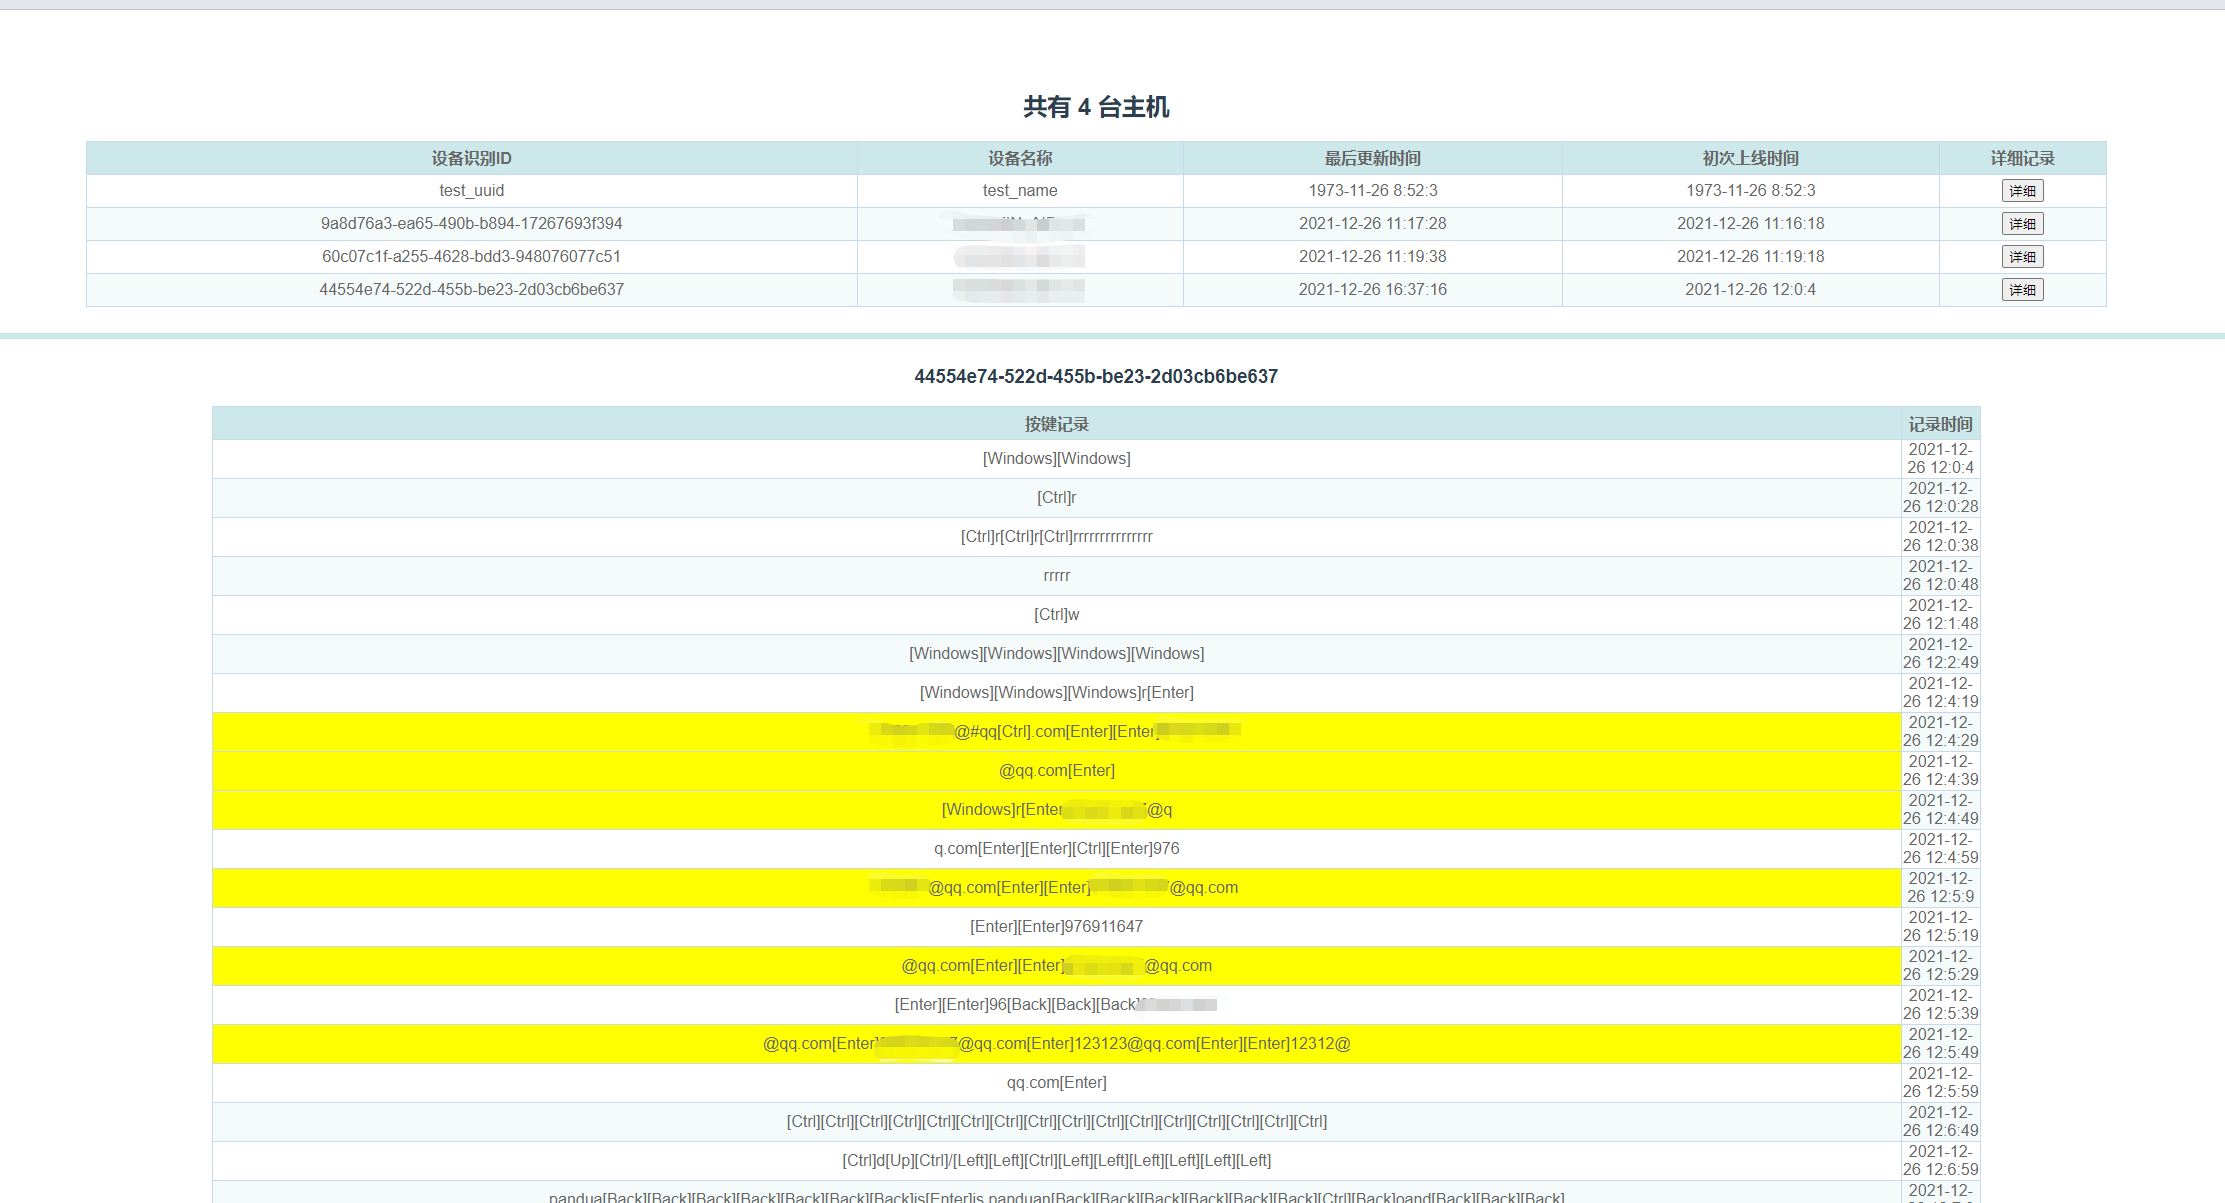 共有 4 台主机
设备识别ID 设备名称 最后更新时间 初次上线时间 详细记录
test_uuid test_name 1973-11-26 8:52:3 1973-11-26 8:52:3 详细
9a8d76a3-ea65-490b-b894-17267693f394 2021-12-26 11:17:28 2021-12-26 11:16:18 详细
60c07c1f-a255-4628-bdd3-948076077c51 2021-12-26 11:19:38 2021-12-26 11:19:18 详细
44554e74-522d-455b-be23-2d03cb6be637 2021-12-26 16:37:16 2021-12-26 12:0:4 详细
44554e74-522d-455b-be23-2d03cb6be637
按键记录 记录时间
[Windows][Windows] 2021-12-26 12:0:4
[Ctrl]r 2021-12-26 12:0:28
[Ctrl]r[Ctrl]r[Ctrl]rrrrrrrrrrrrrrr 2021-12-26 12:0:38
rrrrr 2021-12-26 12:0:48
[Ctrl]w 2021-12-26 12:1:48
[Windows][Windows][Windows][Windows] 2021-12-26 12:2:49
[Windows][Windows][Windows]r[Enter] 2021-12-26 12:4:19
@#qq[Ctrl].com[Enter][Enter] 2021-12-26 12:4:29
@qq.com[Enter] 2021-12-26 12:4:39
[Windows]r[Enter @q 2021-12-26 12:4:49
q.com[Enter][Enter][Ctrl][Enter]976 2021-12-26 12:4:59
@qq.com[Enter][Enter] @qq.com 2021-12-26 12:5:9
[Enter][Enter]976911647 2021-12-26 12:5:19
@qq.com[Enter][Enter] @qq.com 2021-12-26 12:5:29
[Enter][Enter]96[Back][Back][Back 2021-12-26 12:5:39
@qq.com[Enter] @qq.com[Enter]123123@qq.com[Enter][Enter]12312@ 2021-12-26 12:5:49
qq.com[Enter] 2021-12-26 12:5:59
[Ctrl][Ctrl][Ctrl][Ctrl][Ctrl][Ctrl][Ctrl][Ctrl][Ctrl][Ctrl][Ctrl][Ctrl][Ctrl][Ctrl][Ctrl][Ctrl] 2021-12-26 12:6:49
[Ctrl]d[Up][Ctrl]/[Left][Left][Ctrl][Left][Left][Left][Left][Left][Left] 2021-12-26 12:6:59
pandua[Back][Back][Back][Back][Back][Back][Back]is[Enter]is panduan[Back][Back][Back][Back][Back][Back][Ctrl][Back]pand[Back][Back][Back] 2021-12-